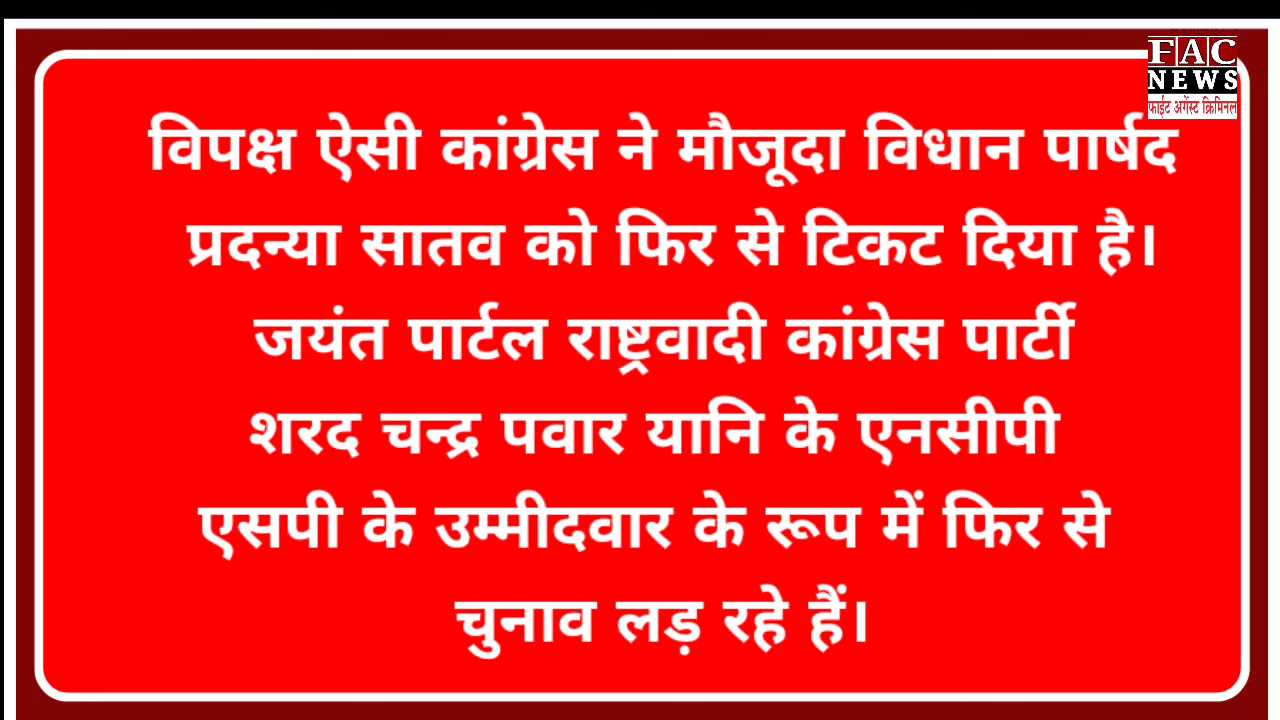 FAC
NEWS
फाईट अगेंस्ट क्रिमिनल
विपक्ष ऐसी कांग्रेस ने मौजूदा विधान पार्षद
प्रदन्या सातव को फिर से टिकट दिया है।
जयंत पार्टल राष्ट्रवादी कांग्रेस पार्टी
शरद चन्द्र पवार यानि के एनसीपी
एसपी के उम्मीदवार के रूप में फिर से
चुनाव लड़ रहे हैं।